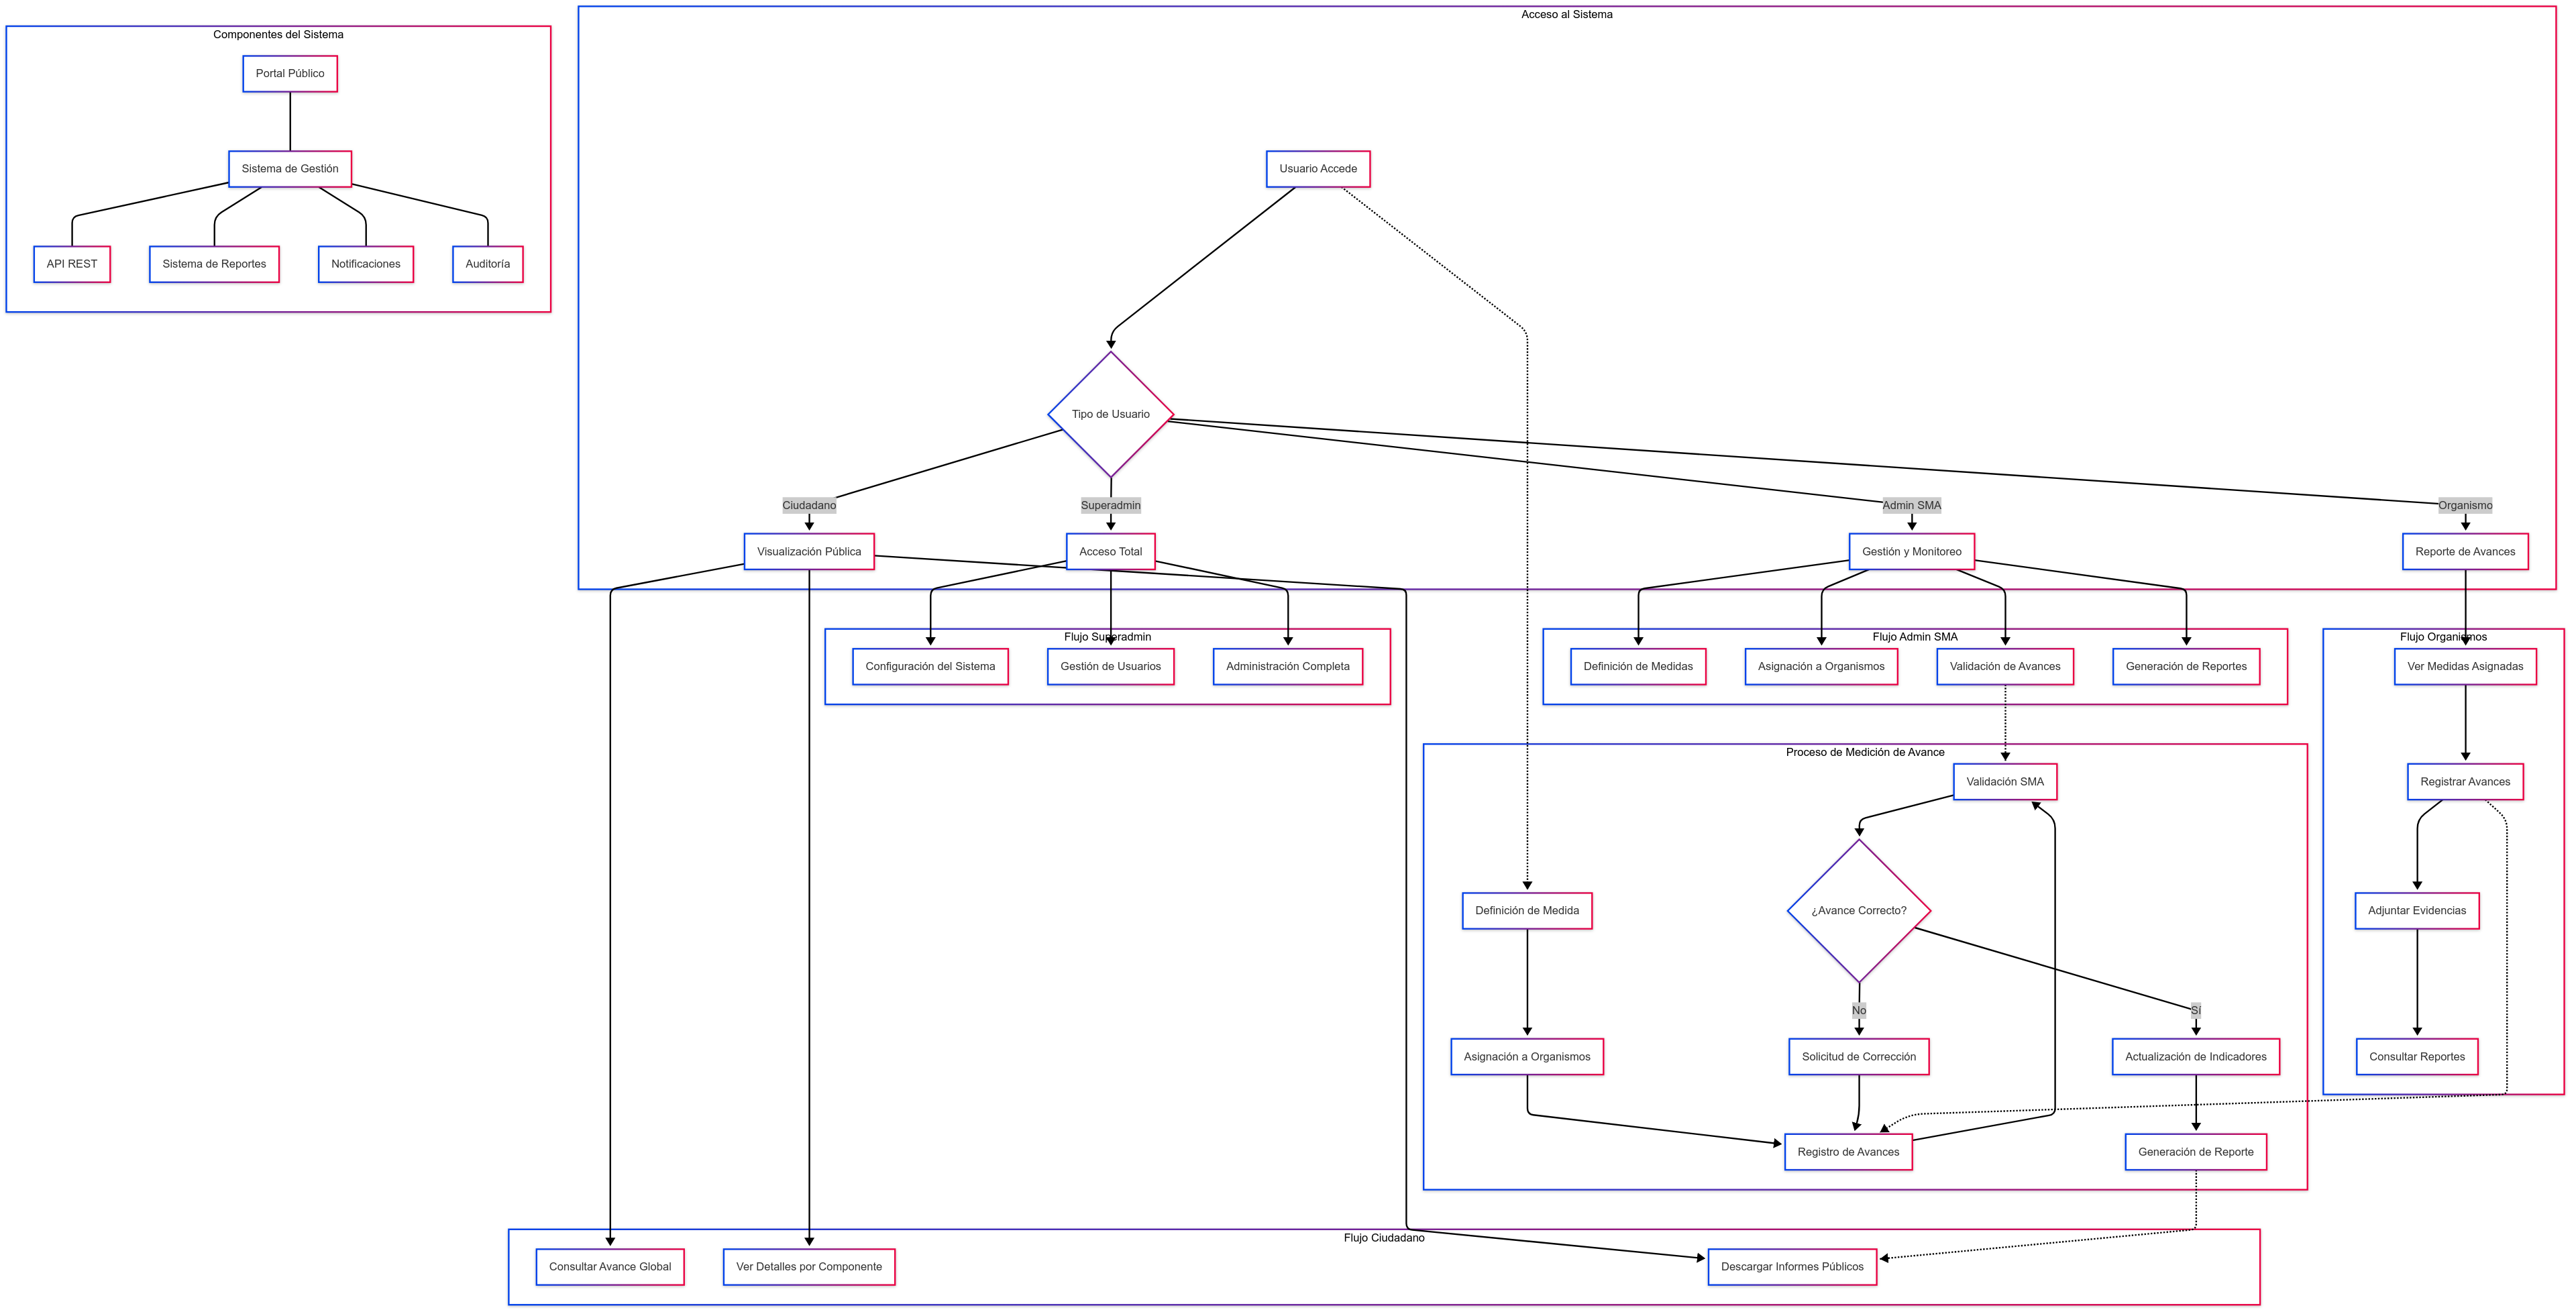 Componentes del Sistema
Portal Público
Sistema de Gestión
API REST
Sistema de Reportes
Notificaciones
Auditoría
Acceso al Sistema
Usuario Accede
Tipo de Usuario
Ciudadano
Superadmin
Admin SMA
Organismo
Visualización Pública
Acceso Total
Gestión y Monitoreo
Reporte de Avances
Flujo Superadmin
Configuración del Sistema
Gestión de Usuarios
Administración Completa
Flujo Admin SMA
Definición de Medidas
Asignación a Organismos
Validación de Avances
Generación de Reportes
Flujo Organismos
Ver Medidas Asignadas
Registrar Avances
Adjuntar Evidencias
Consultar Reportes
Proceso de Medición de Avance
Validación SMA
Definición de Medida
¿Avance Correcto?
No
Sí
Asignación a Organismos
Solicitud de Corrección
Actualización de Indicadores
Registro de Avances
Generación de Reporte
Flujo Ciudadano
Consultar Avance Global
Ver Detalles por Componente
Descargar Informes Públicos